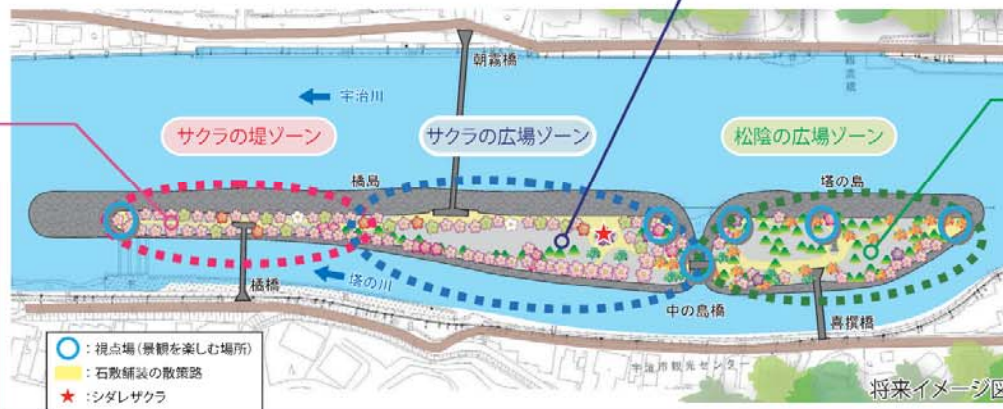 朝霧橋
宇治川
サクラの堤ゾーン
サクラの広場ゾーン
松陰の広場ゾーン
橘島
塔の島
橘橋
塔の川
中の島橋
喜撰橋
：視点場（景観を楽しむ場所）
：石敷舗装の散策路
：シダレザクラ
宇治市観光センター
将来イメージ図